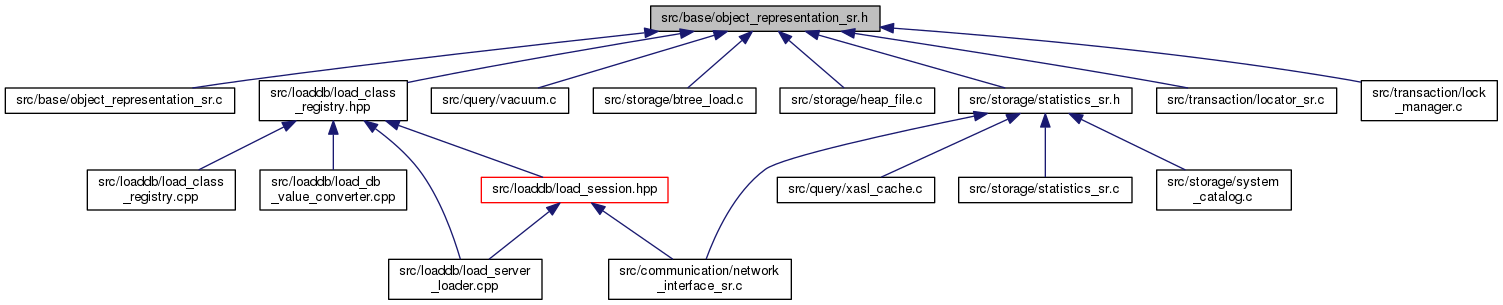 src/base/object_representation_sr.h
src/base/object_representation_sr.c
src/loaddb/load_class
_registry.hpp
src/query/vacuum.c
src/storage/btree_load.c
src/storage/heap_file.c
src/storage/statistics_sr.h
src/transaction/locator_sr.c
src/transaction/lock
_manager.c
src/loaddb/load_class
_registry.cpp
src/loaddb/load_db
_value_converter.cpp
src/loaddb/load_session.hpp
src/query/xasl_cache.c
src/storage/statistics_sr.c
src/storage/system
_catalog.c
src/loaddb/load_server
_loader.cpp
src/communication/network
_interface_sr.c